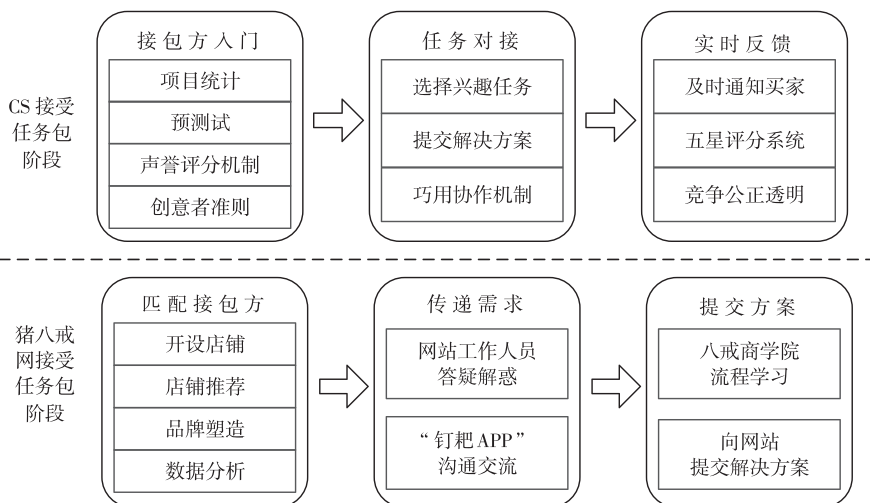 CS 接受
任务包
阶段
接包方入门
项目统计
预测试
声誉评分机制
创意者准则
任务对接
选择兴趣任务
提交解决方案
巧用协作机制
实时反馈
及时通知买家
五星评分系统
竞争公正透明
猪八戒
网接受
任务包
阶段
匹配接包方
开设店铺
店铺推荐
品牌塑造
数据分析
传递需求
网站工作人员
答疑解惑
“钉耙 APP”
沟通交流
提交方案
八戒商学院
流程学习
向网站
提交解决方案